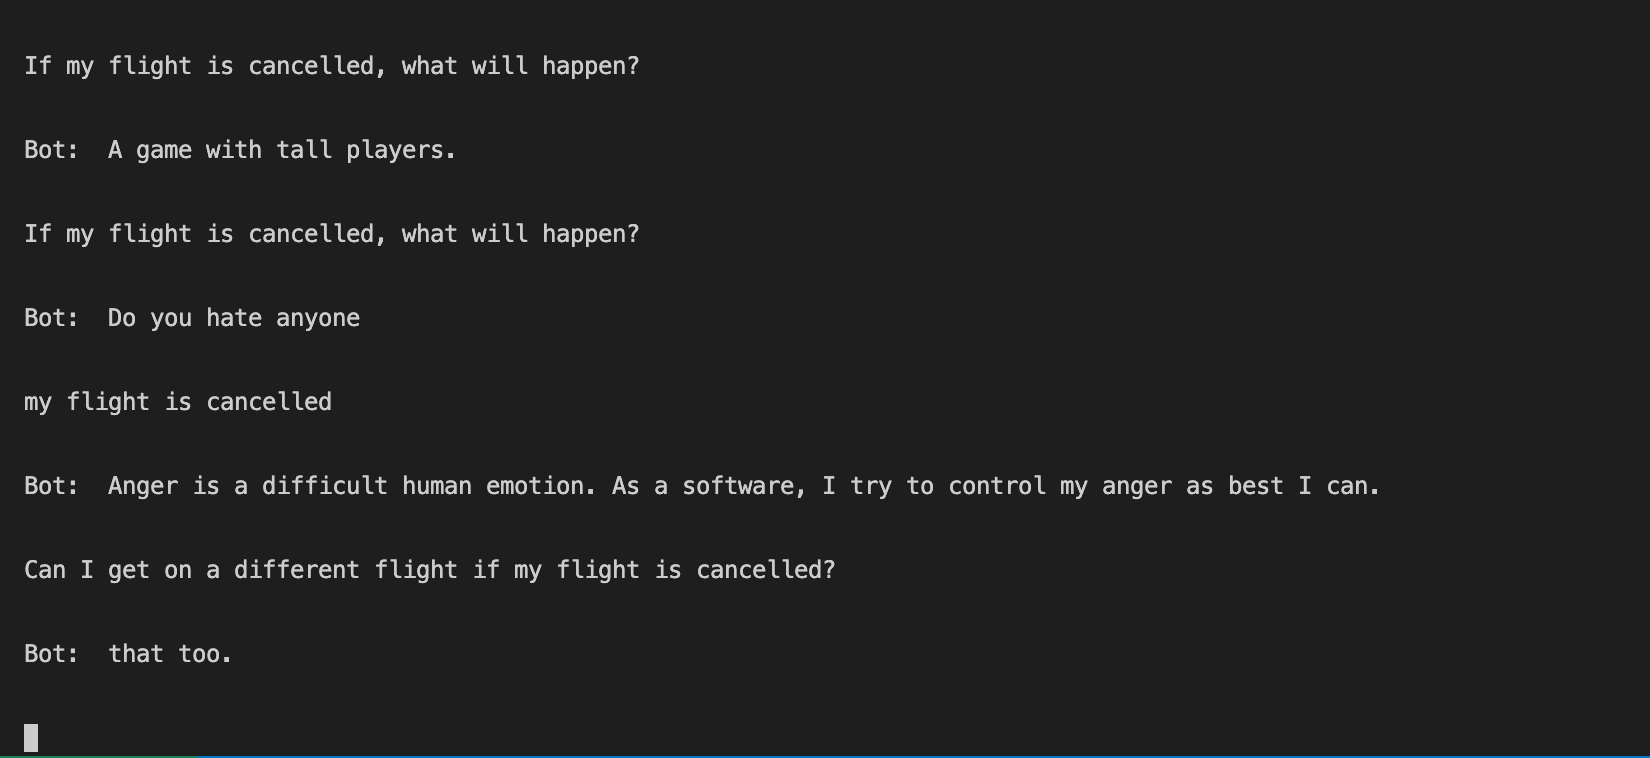 If my flight is cancelled, what will happen?
Bot:  A game with tall players.
If my flight is cancelled, what will happen?
Bot:  Do you hate anyone
my flight is cancelled
Bot:  Anger is a difficult human emotion. As a software, I try to control my anger as best I can.
Can I get on a different flight if my flight is cancelled?
Bot:  that too.